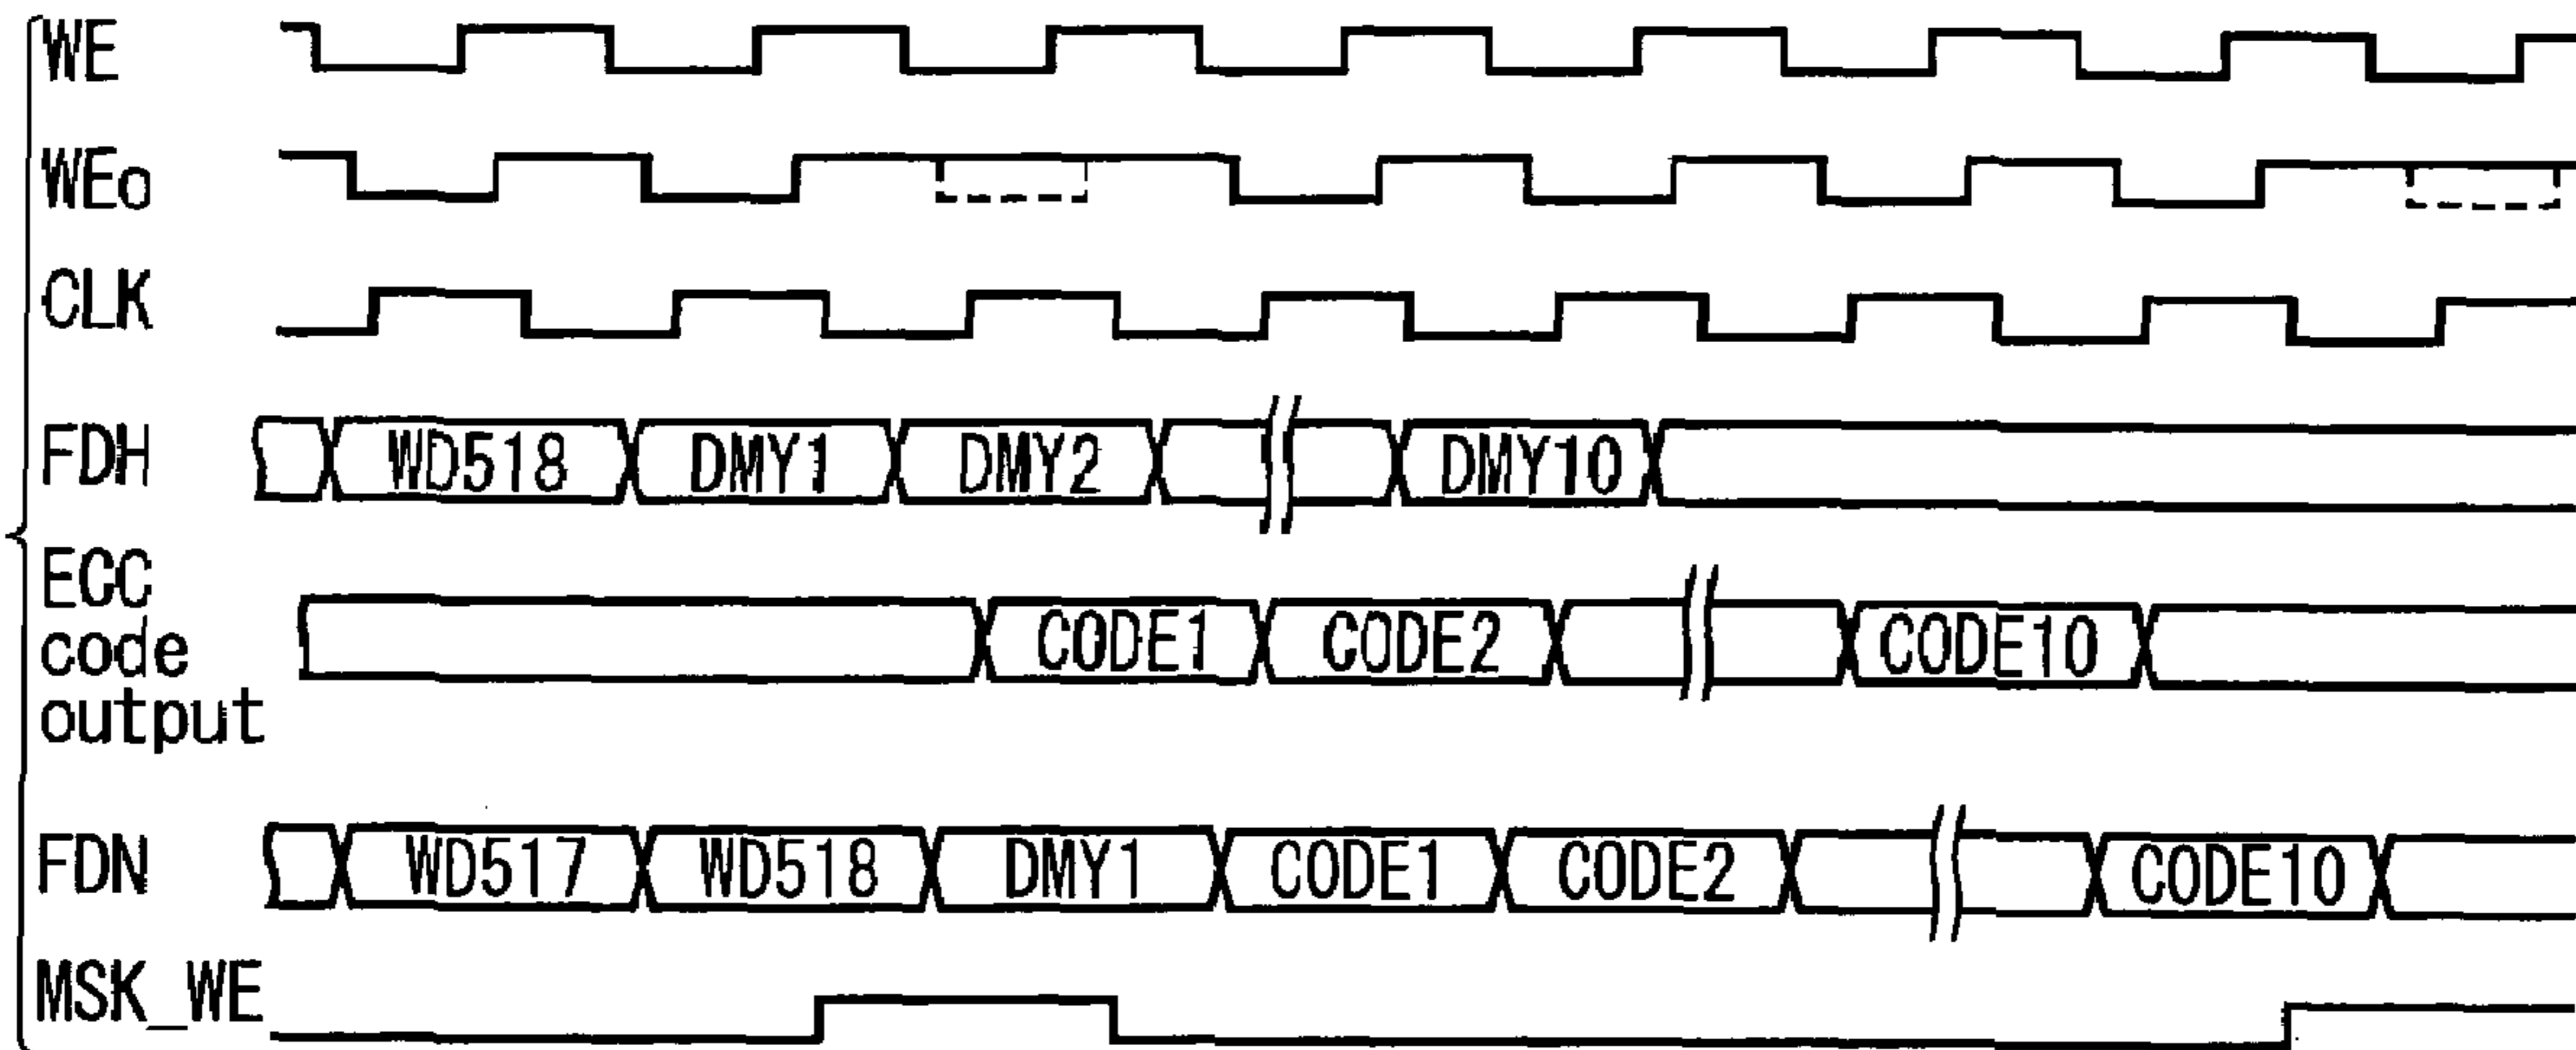 WE
WEo
CLK
FDH WD518 DMY1 DMY2 DMY10
ECC
code
output
CODE1 CODE2 CODE10
FDN WD517 WD518 DMY1 CODE1 CODE2 CODE10
MSK_WE